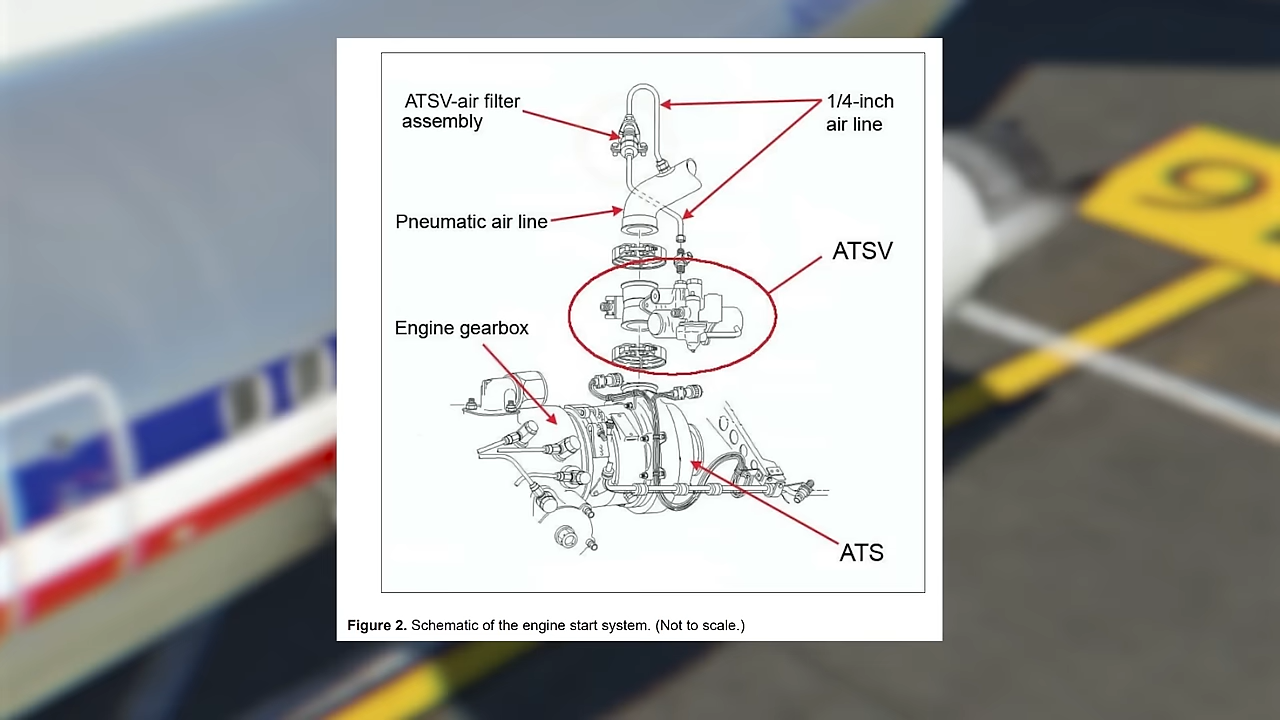 ATSV-air filter
assembly
1/4-inch
air line
Pneumatic air line
ATSV
Engine gearbox
ATS
Figure 2. Schematic of the engine start system. (Not to scale.)
9